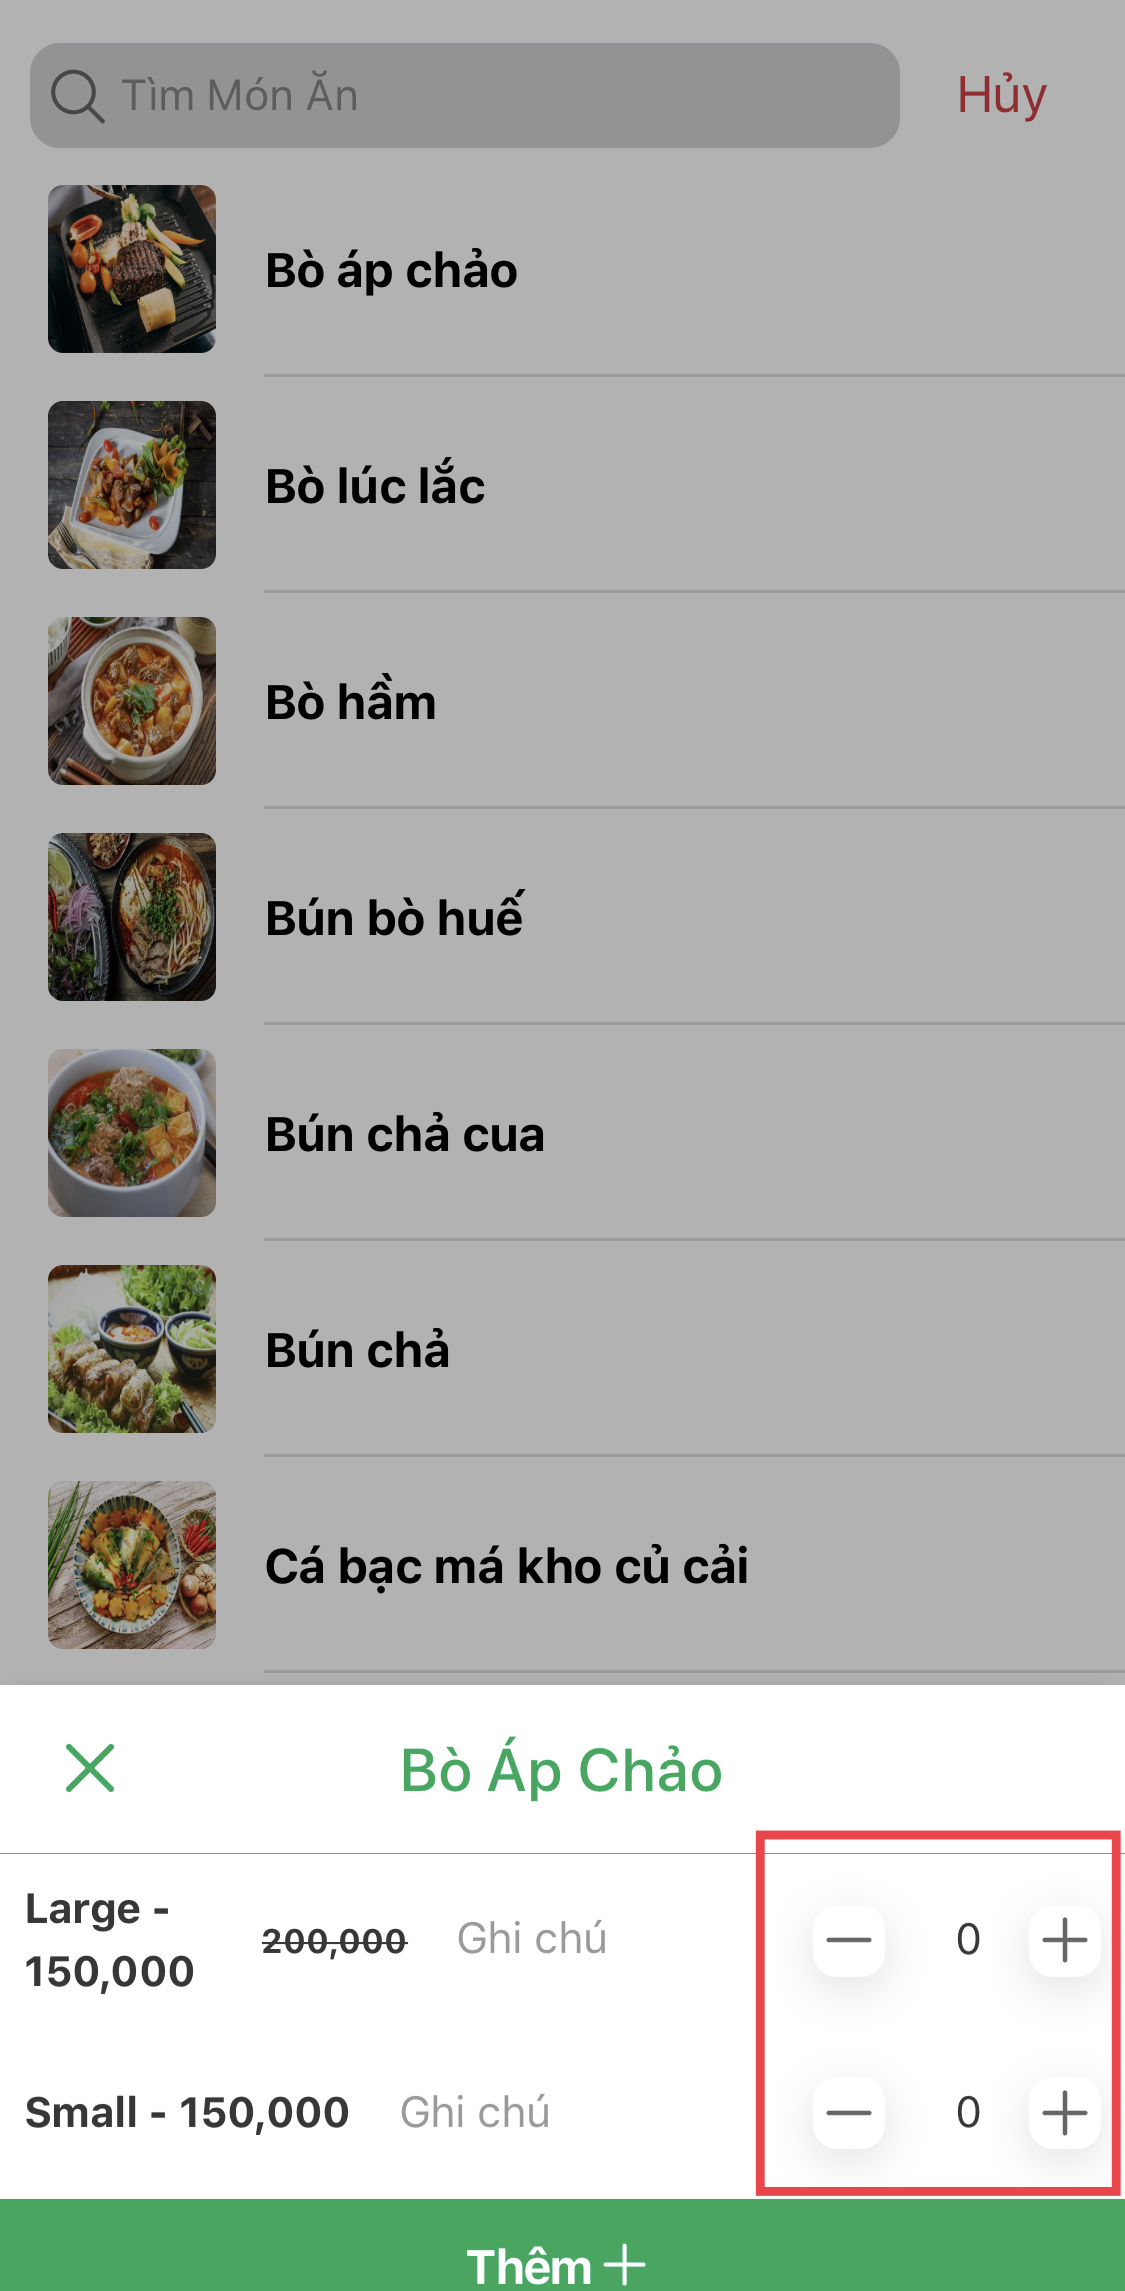 Tìm Món Ăn
Hủy
Bò áp chảo
Bò lúc lắc
Bò hầm
Bún bò huế
Bún chả cua
Bún chả
Cá bạc má kho củ cải
Bò Áp Chảo
Large -
150,000
200,000
Ghi chú
0
Small - 150,000
Ghi chú
0
Thêm